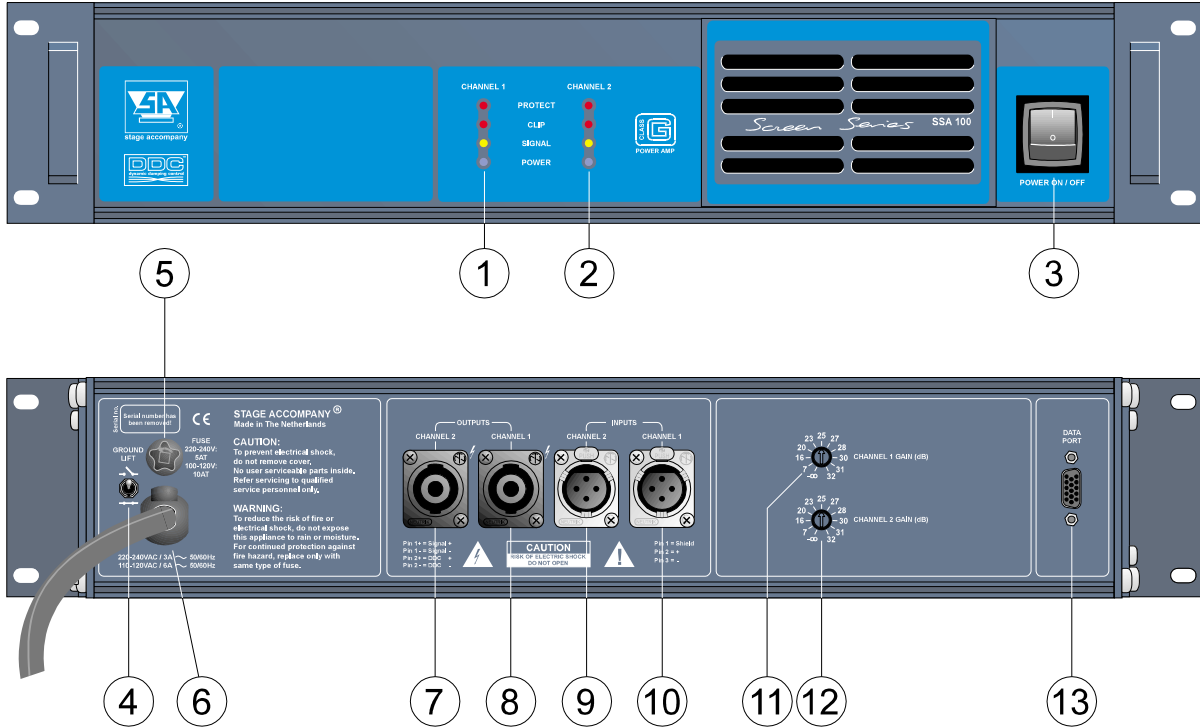 CHANNEL 1
CHANNEL 2
PROTECT
CLIP
SIGNAL
POWER
SA
®
stage accompany
DDC
dynamic damping control
CLASS
G
POWER AMP
Screen Series
SSA 100
POWER ON / OFF
1
2
3
5
Serial no.
Serial number has
been removed!
CE
GROUND
LIFT
FUSE
220-240V:
5AT
100-120V:
10AT
220-240VAC / 3A ~ 50/60Hz
110-120VAC / 6A ~ 50/60Hz
STAGE ACCOMPANY ®
Made in The Netherlands
CAUTION:
To prevent electrical shock,
do not remove cover,
No user serviceable parts inside.
Refer servicing to qualified
service personnel only.
WARNING:
To reduce the risk of fire or
electrical shock, do not expose
this appliance to rain or moisture.
For continued protection against
fire hazard, replace only with
same type of fuse.
OUTPUTS
CHANNEL 2
CHANNEL 1
INPUTS
CHANNEL 2
CHANNEL 1
Pin 1+ = Signal +
Pin 1 - = Signal -
Pin 2+ = DDC +
Pin 2 - = DDC -
CAUTION
RISK OF ELECTRIC SHOCK
DO NOT OPEN
Pin 1 = Shield
Pin 2 = +
Pin 3 = -
-∞ 7 16 20 23 25 27 28 30 31 32
CHANNEL 1 GAIN (dB)
-∞ 7 16 20 23 25 27 28 30 31 32
CHANNEL 2 GAIN (dB)
DATA
PORT
4
6
7
8
9
10
11
12
13